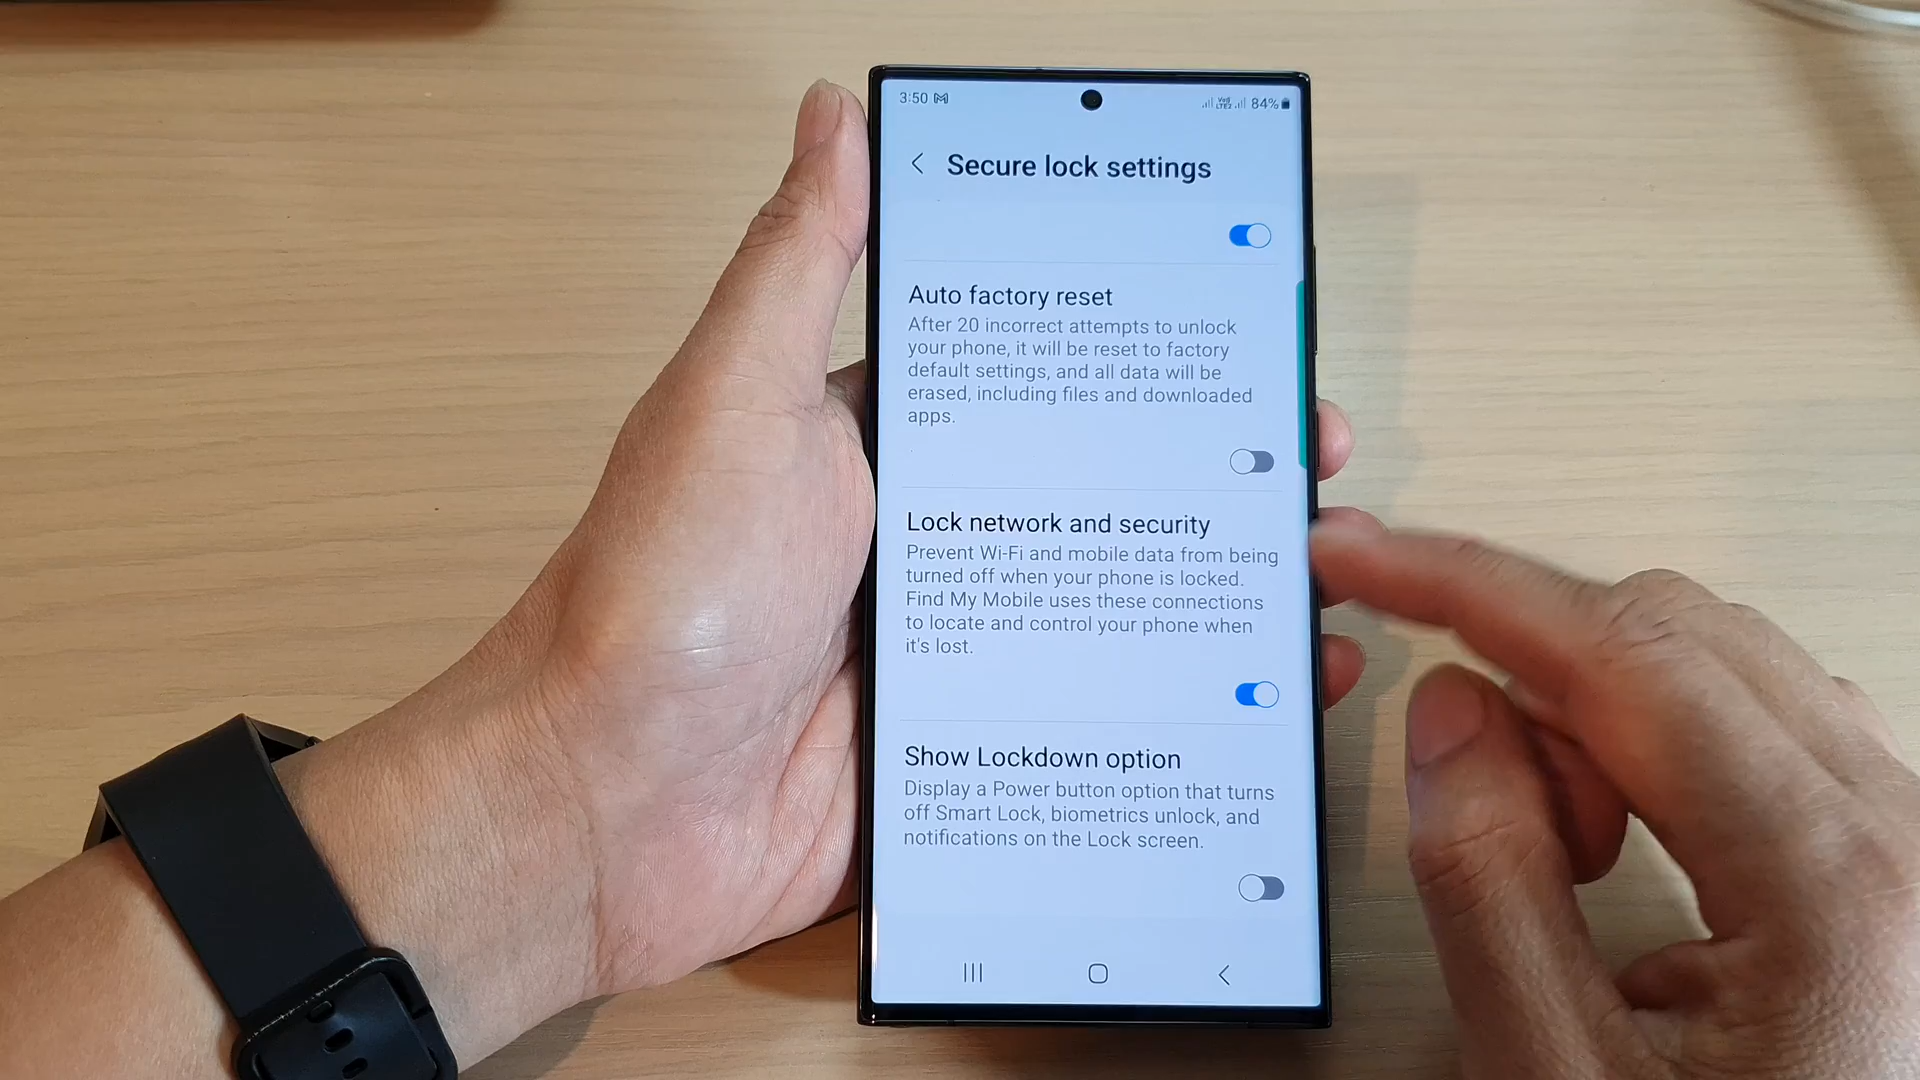 3:50 84%
Secure lock settings
Auto factory reset
After 20 incorrect attempts to unlock
your phone, it will be reset to factory
default settings, and all data will be
erased, including files and downloaded
apps.
Lock network and security
Prevent Wi-Fi and mobile data from being
turned off when your phone is locked.
Find My Mobile uses these connections
to locate and control your phone when
it's lost.
Show Lockdown option
Display a Power button option that turns
off Smart Lock, biometrics unlock, and
notifications on the Lock screen.